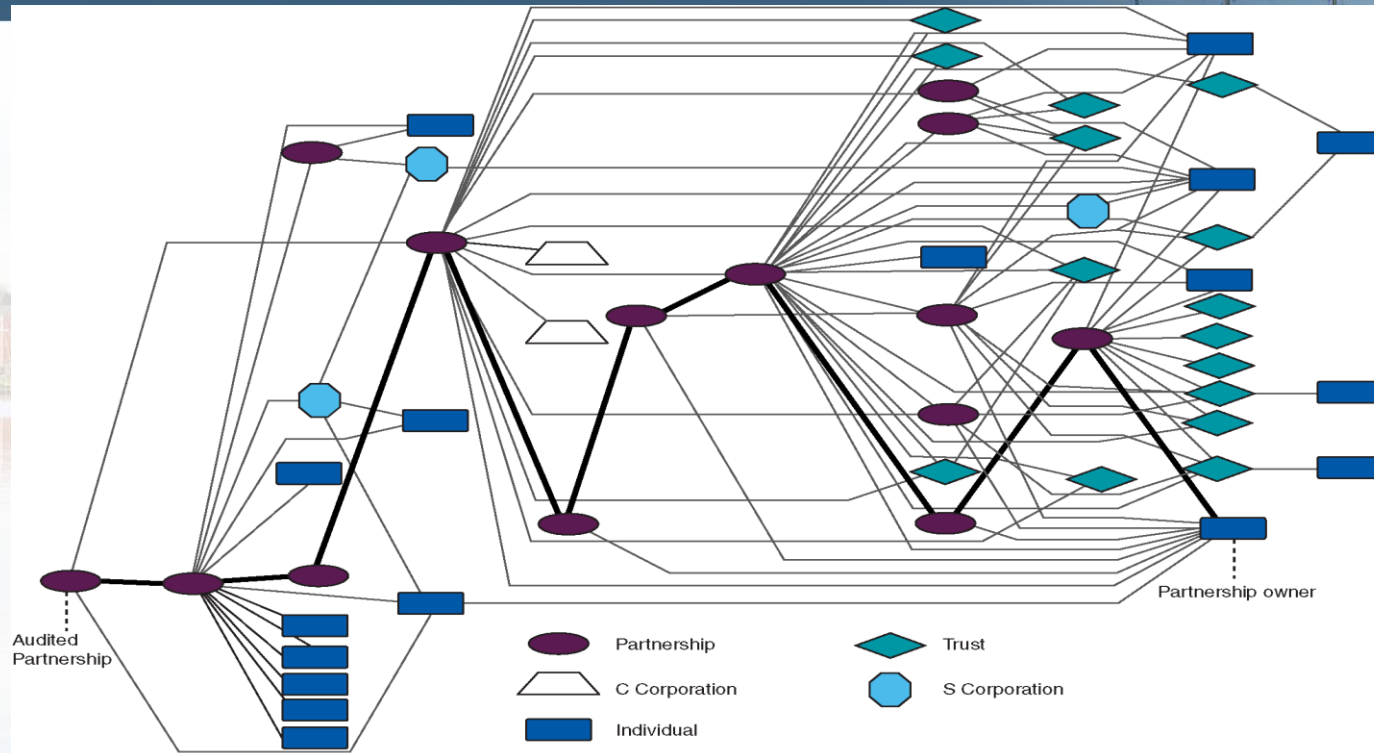 Audited
Partnership
Partnership owner
Partnership
Trust
C Corporation
S Corporation
Individual